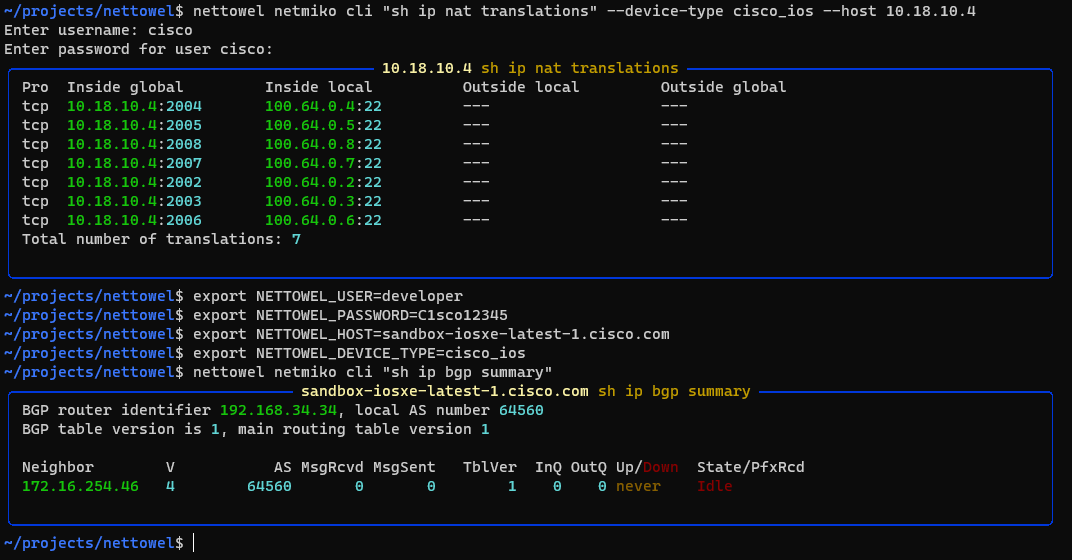 ~/projects/nettowel$ nettowel netmiko cli "sh ip nat translations" --device-type cisco_ios --host 10.18.10.4
Enter username: cisco
Enter password for user cisco:
10.18.10.4 sh ip nat translations
Pro  Inside global         Inside local          Outside local         Outside global
tcp  10.18.10.4:2004       100.64.0.4:22         ---                   ---
tcp  10.18.10.4:2005       100.64.0.5:22         ---                   ---
tcp  10.18.10.4:2008       100.64.0.8:22         ---                   ---
tcp  10.18.10.4:2007       100.64.0.7:22         ---                   ---
tcp  10.18.10.4:2002       100.64.0.2:22         ---                   ---
tcp  10.18.10.4:2003       100.64.0.3:22         ---                   ---
tcp  10.18.10.4:2006       100.64.0.6:22         ---                   ---
Total number of translations: 7
~/projects/nettowel$ export NETTOWEL_USER=developer
~/projects/nettowel$ export NETTOWEL_PASSWORD=C1sco12345
~/projects/nettowel$ export NETTOWEL_HOST=sandbox-iosxe-latest-1.cisco.com
~/projects/nettowel$ export NETTOWEL_DEVICE_TYPE=cisco_ios
~/projects/nettowel$ nettowel netmiko cli "sh ip bgp summary"
sandbox-iosxe-latest-1.cisco.com sh ip bgp summary
BGP router identifier 192.168.34.34, local AS number 64560
BGP table version is 1, main routing table version 1
Neighbor        V           AS MsgRcvd MsgSent   TblVer  InQ OutQ Up/Down  State/PfxRcd
172.16.254.46   4        64560       0       0        1    0    0 never    Idle
~/projects/nettowel$